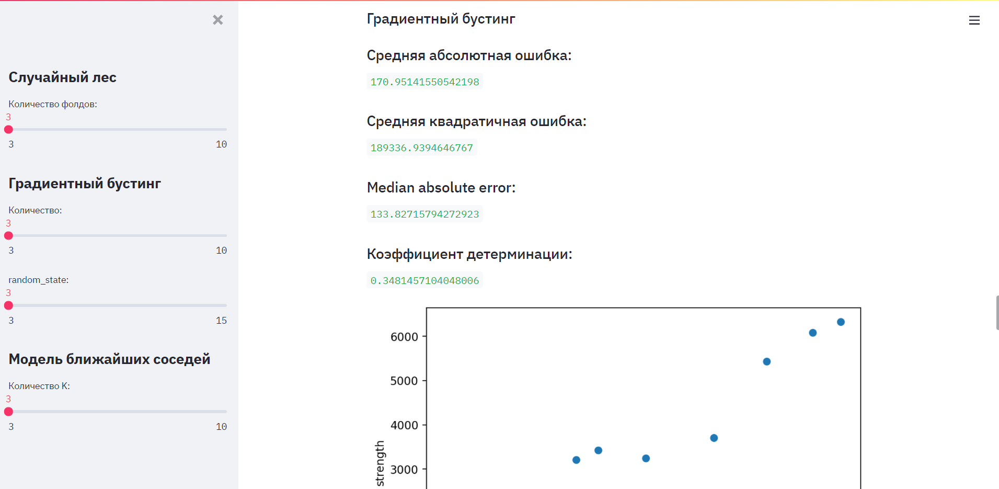 Случайный лес
Количество фолдов:
3
3 10
Градиентный бустинг
Количество:
3
3 10
random_state:
3
3 15
Модель ближайших соседей
Количество K:
3
3 10
Градиентный бустинг
Средняя абсолютная ошибка:
170.95141550542198
Средняя квадратичная ошибка:
189336.9394646767
Median absolute error:
133.82715794272923
Коэффициент детерминации:
0.3481457104048006
6000
5000
4000
3000
strength